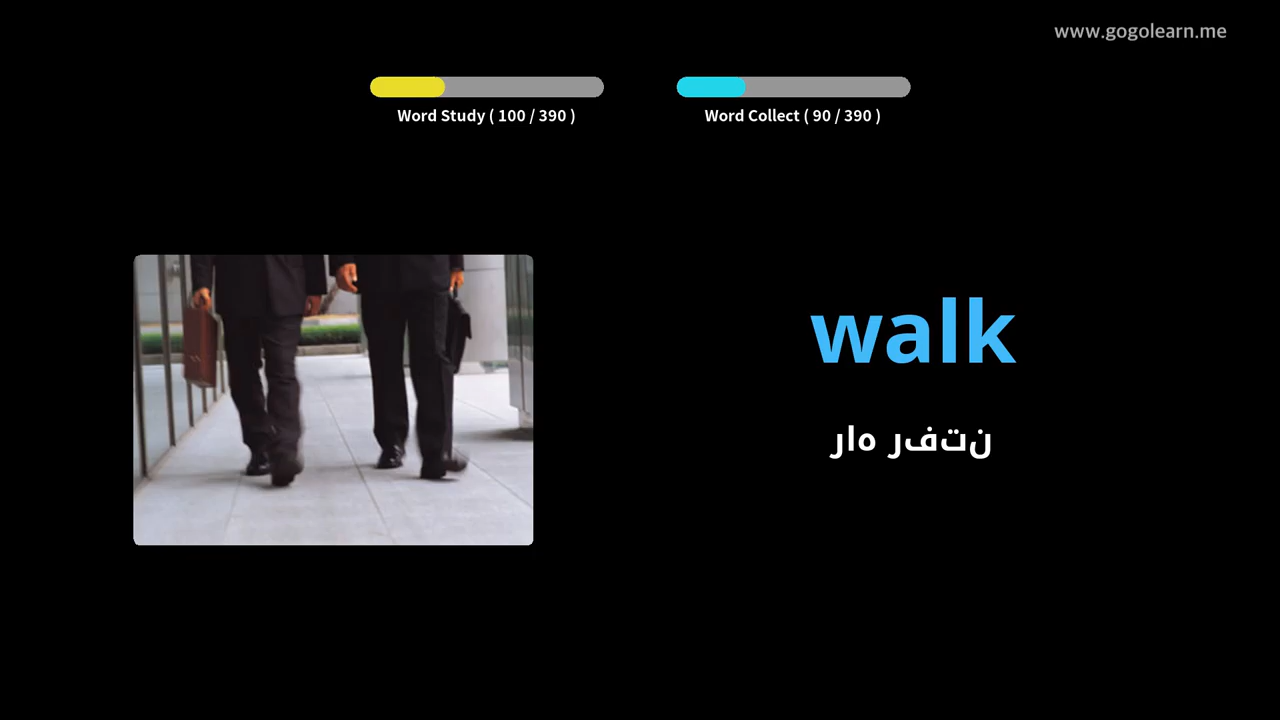 www.gogolearn.me
Word Study ( 100 / 390 )
Word Collect ( 90 / 390 )
walk
نتفر هار